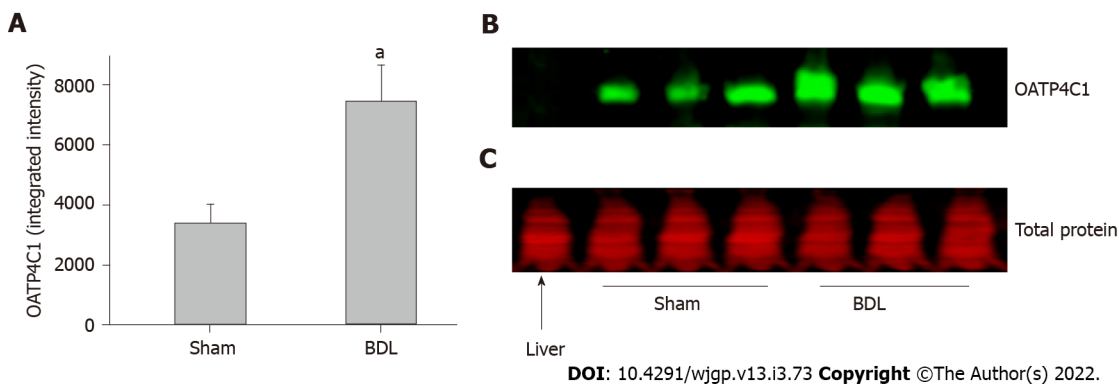 A
OATP4C1 (integrated intensity)
8000
6000
4000
2000
0
a
Sham
BDL
B
OATP4C1
C
Total protein
Sham
BDL
Liver
DOI: 10.4291/wjgp.v13.i3.73 Copyright ©The Author(s) 2022.